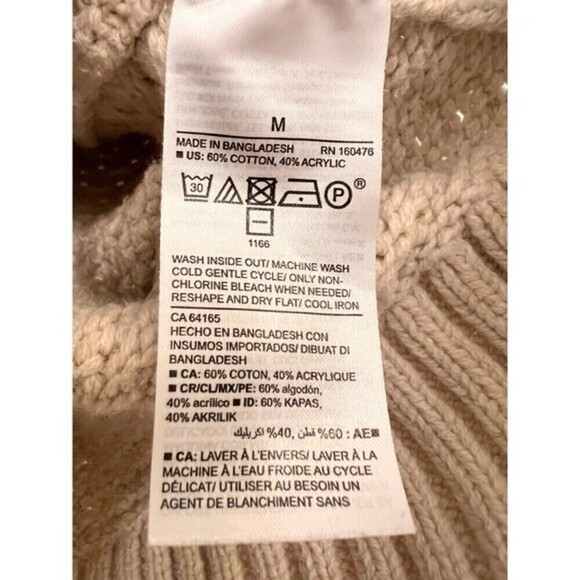 M
MADE IN BANGLADESH RN 160476
■ US: 60% COTTON, 40% ACRYLIC
30 P ®
1166
WASH INSIDE OUT/ MACHINE WASH
COLD GENTLE CYCLE/ ONLY NON-
CHLORINE BLEACH WHEN NEEDED/
RESHAPE AND DRY FLAT/ COOL IRON
CA 64165
HECHO EN BANGLADESH CON
INSUMOS IMPORTADOS/ DIBUAT DI
BANGLADESH
■ CA: 60% COTON, 40% ACRYLIQUE
■ CR/CL/MX/PE: 60% algodón,
40% acrílico ■ ID: 60% KAPAS,
40% AKRILIK
■ AE: 60% قطن, 40% اكريليك
■ CA: LAVER À L'ENVERS/ LAVER À LA
MACHINE À L'EAU FROIDE AU CYCLE
DÉLICAT/ UTILISER AU BESOIN UN
AGENT DE BLANCHIMENT SANS